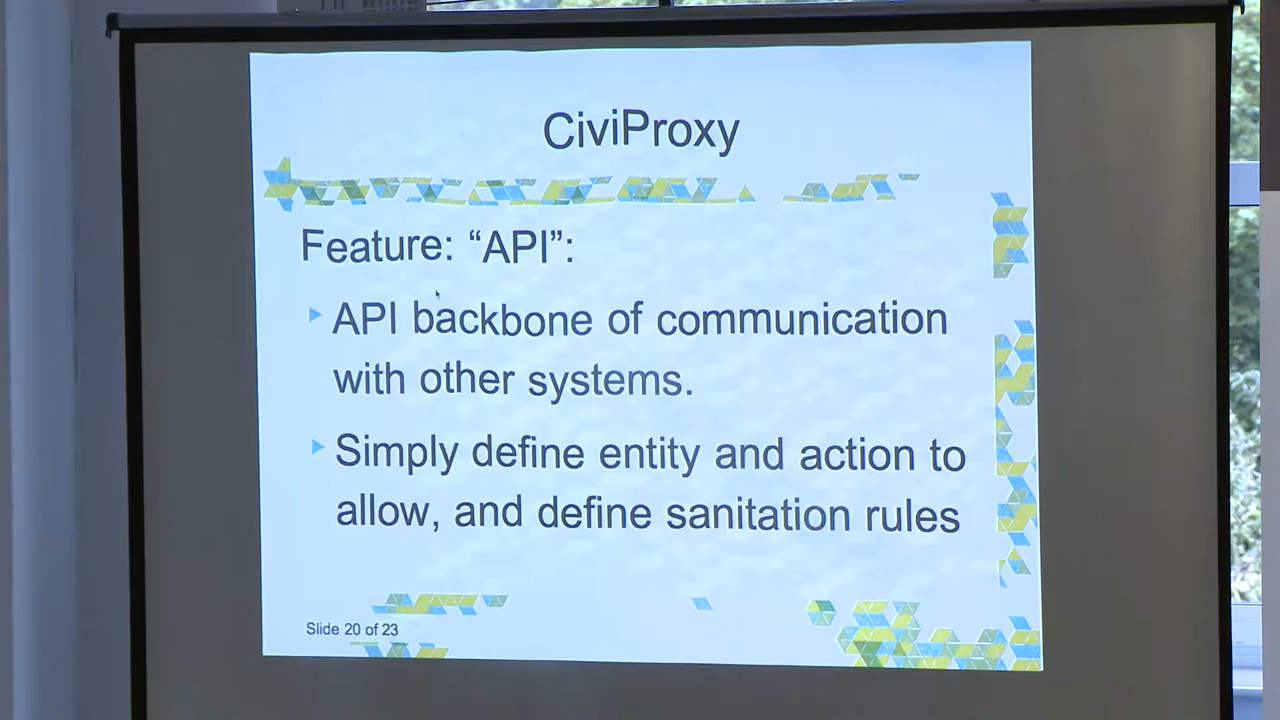 CiviProxy
Feature: “API”:
API backbone of communication
with other systems.
Simply define entity and action to
allow, and define sanitation rules
Slide 20 of 23